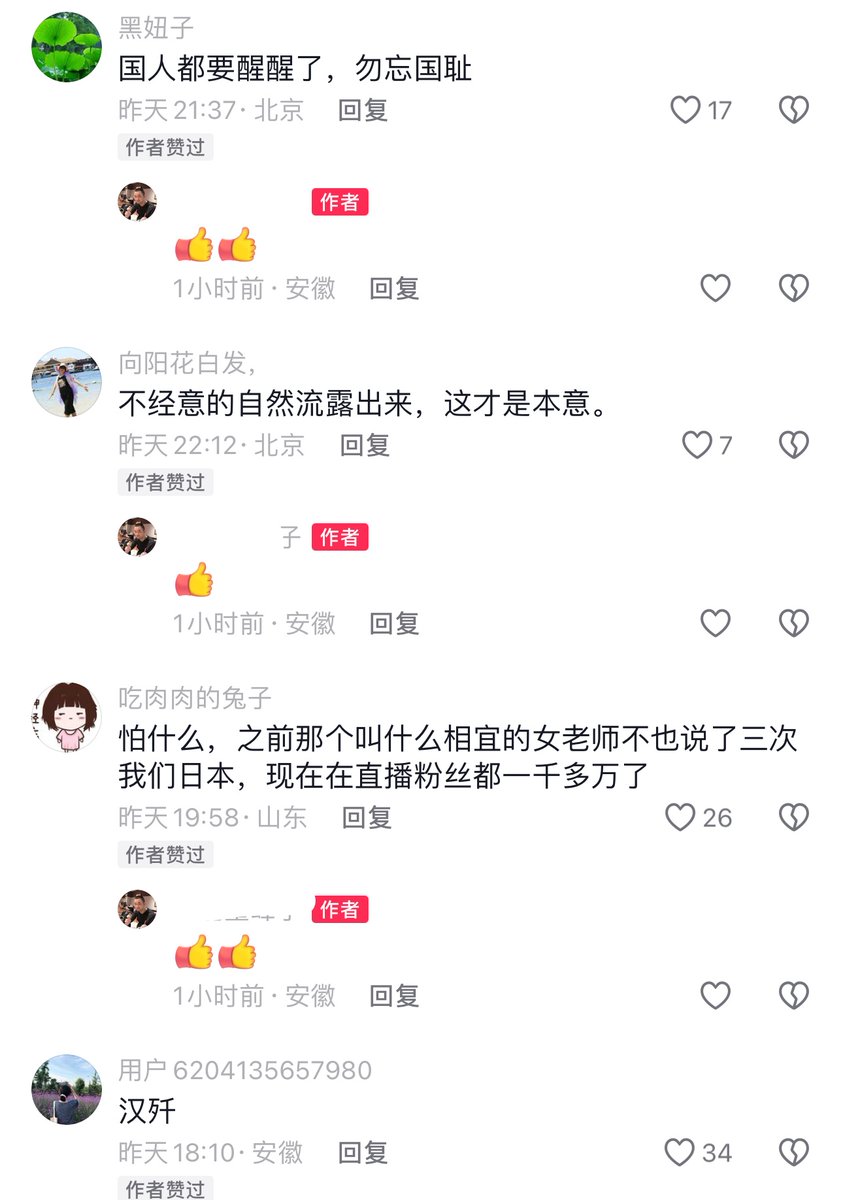 黑妞子
国人都要醒醒了，勿忘国耻
昨天21:37·北京 回复 17
作者赞过
作者
1小时前·安徽 回复
向阳花白发，
不经意的自然流露出来，这才是本意。
昨天22:12·北京 回复 7
作者赞过
子 作者
1小时前·安徽 回复
吃肉肉的兔子
怕什么，之前那个叫什么相宜的女老师不也说了三次
我们日本，现在在直播粉丝都一千多万了
昨天19:58·山东 回复 26
作者赞过
作者
1小时前·安徽 回复
用户6204135657980
汉歼
昨天18:10·安徽 回复 34
作者赞过